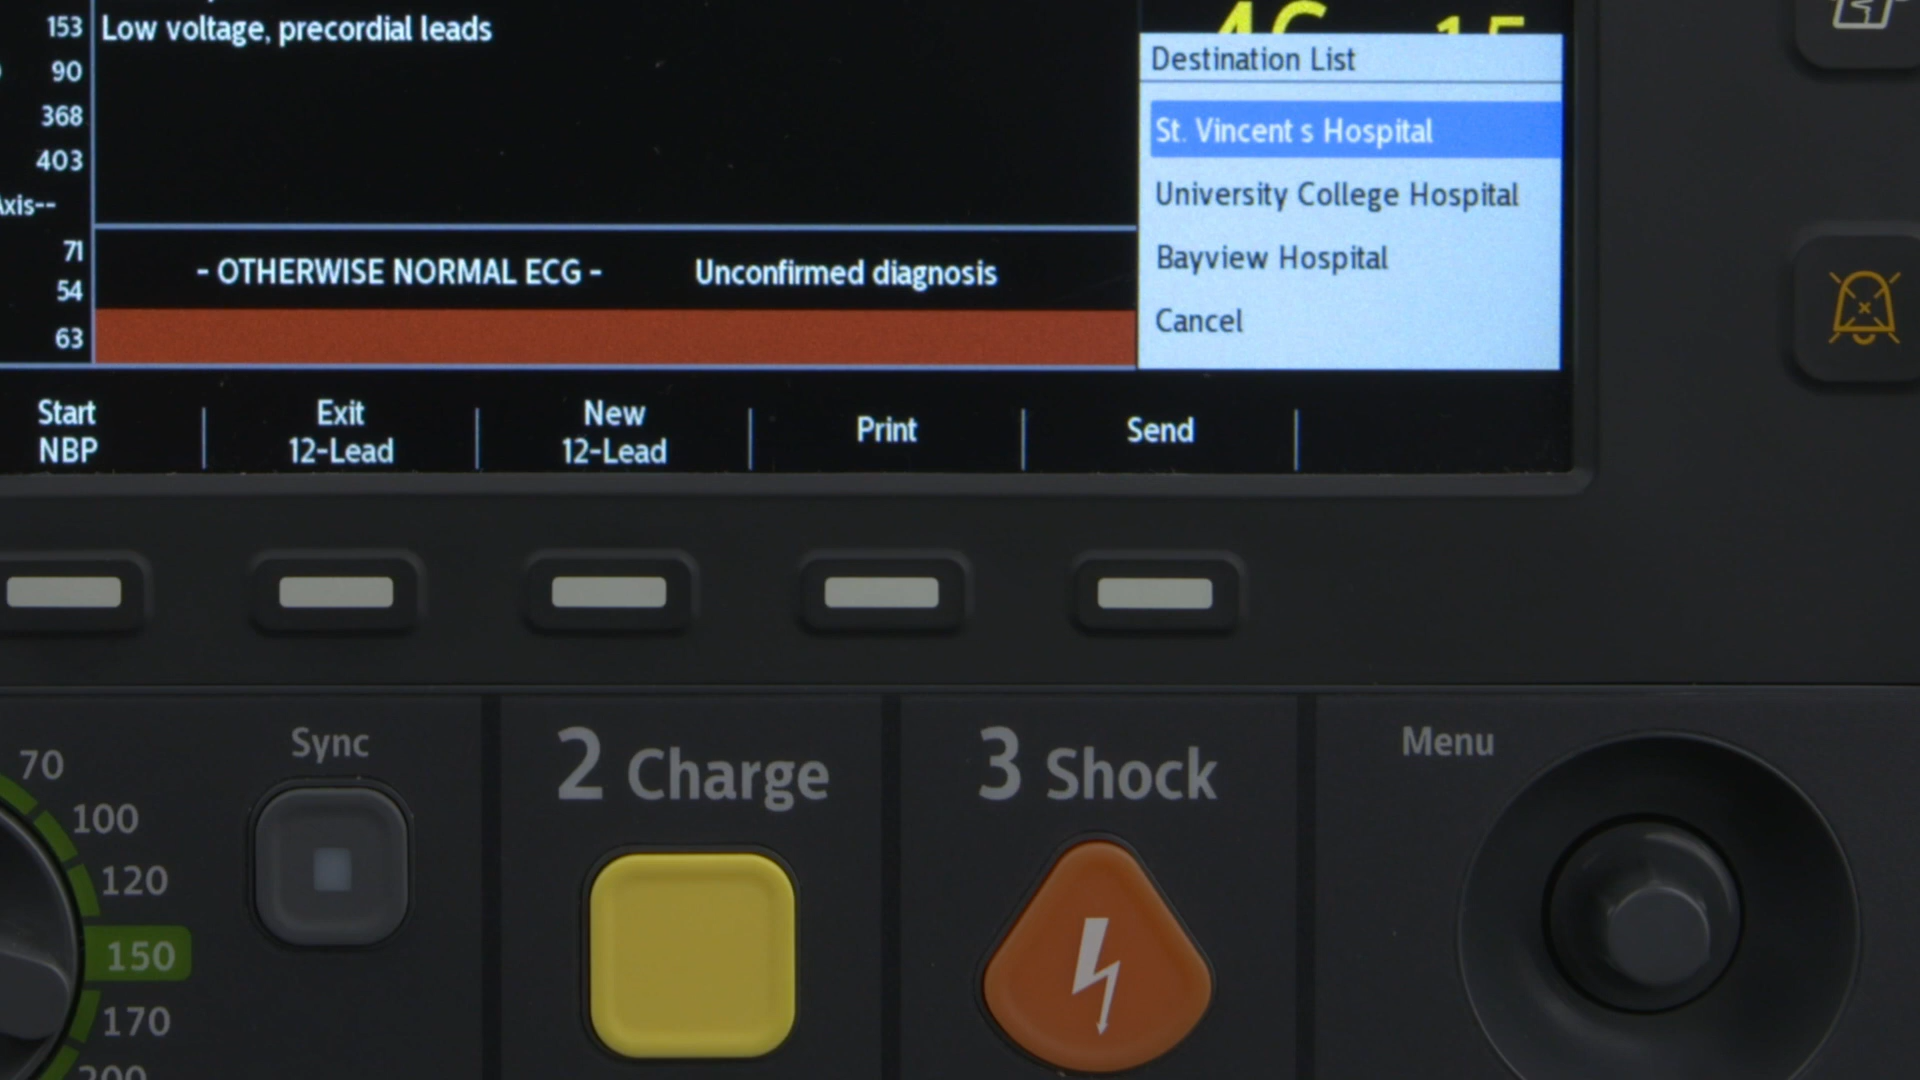 153
Low voltage, precordial leads
90
368
403
71
54
63
- OTHERWISE NORMAL ECG -
Unconfirmed diagnosis
Destination List
St. Vincent s Hospital
University College Hospital
Bayview Hospital
Cancel
Start
NBP
Exit
12-Lead
New
12-Lead
Print
Send
Sync
2 Charge
3 Shock
Menu
70
100
120
150
170
200